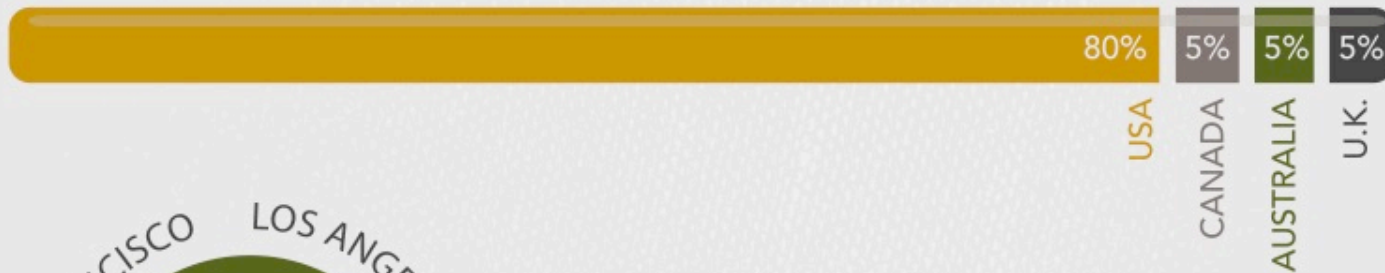 80% 5% 5% 5%
USA
CANADA
AUSTRALIA
U.K.
LOS